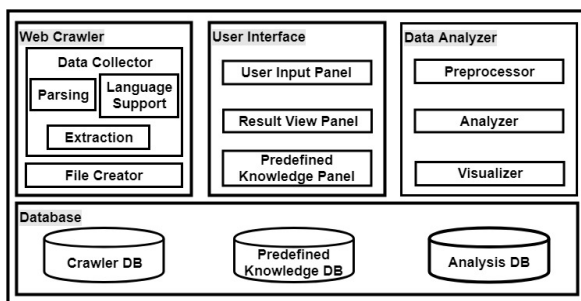 Web Crawler
Data Collector
Parsing
Language
Support
Extraction
File Creator
User Interface
User Input Panel
Result View Panel
Predefined
Knowledge Panel
Data Analyzer
Preprocessor
Analyzer
Visualizer
Database
Crawler DB
Predefined
Knowledge DB
Analysis DB